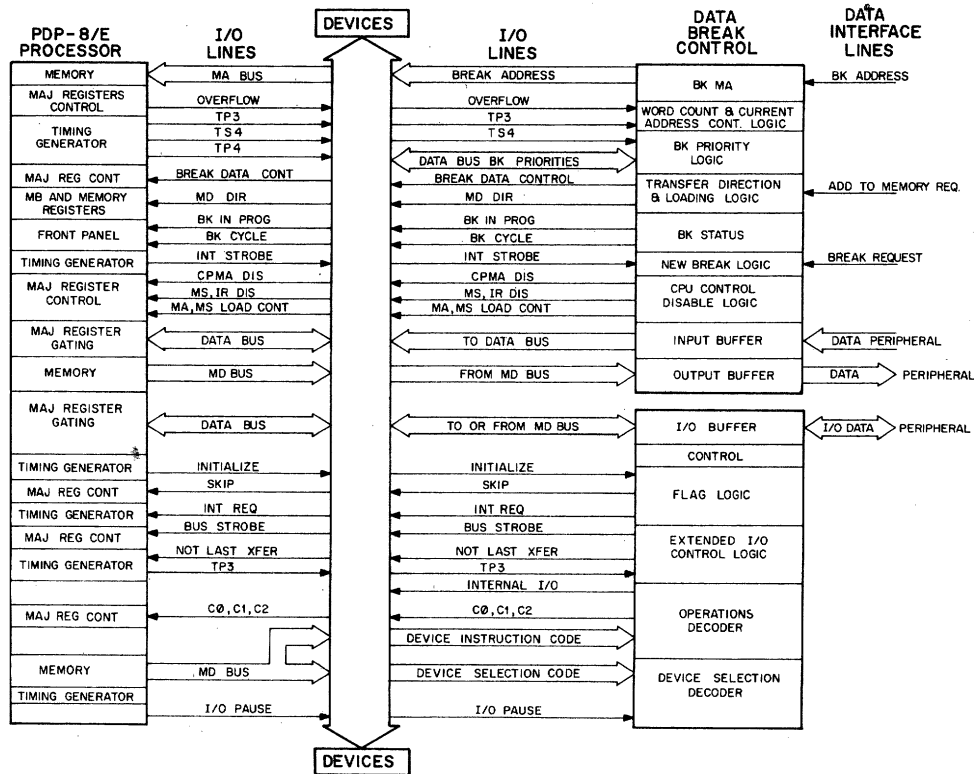 DEVICES
PDP-8/E PROCESSOR
I/O LINES
I/O LINES
DATA BREAK CONTROL
DATA INTERFACE LINES
MEMORY
MA BUS
BREAK ADDRESS
BK MA
BK ADDRESS
MAJ REGISTERS CONTROL
OVERFLOW
OVERFLOW
WORD COUNT & CURRENT ADDRESS CONT. LOGIC
TIMING GENERATOR
TP3
TP3
TS4
TS4
TP4
DATA BUS BK PRIORITIES
BK PRIORITY LOGIC
MAJ REG CONT
BREAK DATA CONT
BREAK DATA CONTROL
TRANSFER DIRECTION & LOADING LOGIC
ADD TO MEMORY REQ.
MB AND MEMORY REGISTERS
MD DIR
MD DIR
FRONT PANEL
BK IN PROG
BK IN PROG
BK STATUS
BK CYCLE
BK CYCLE
TIMING GENERATOR
INT STROBE
INT STROBE
NEW BREAK LOGIC
BREAK REQUEST
MAJ REGISTER CONTROL
CPMA DIS
CPMA DIS
CPU CONTROL DISABLE LOGIC
MS, IR DIS
MS, IR DIS
MA, MS LOAD CONT
MA, MS LOAD CONT
MAJ REGISTER GATING
DATA BUS
TO DATA BUS
INPUT BUFFER
DATA PERIPHERAL
MEMORY
MD BUS
FROM MD BUS
OUTPUT BUFFER
DATA
PERIPHERAL
MAJ REGISTER GATING
DATA BUS
TO OR FROM MD BUS
I/O BUFFER
I/O DATA
PERIPHERAL
CONTROL
TIMING GENERATOR
INITIALIZE
INITIALIZE
FLAG LOGIC
MAJ REG CONT
SKIP
SKIP
TIMING GENERATOR
INT REQ
INT REQ
MAJ REG CONT
BUS STROBE
BUS STROBE
EXTENDED I/O CONTROL LOGIC
TIMING GENERATOR
NOT LAST XFER
NOT LAST XFER
TP3
TP3
INTERNAL I/O
MAJ REG CONT
C0, C1, C2
C0, C1, C2
OPERATIONS DECODER
DEVICE INSTRUCTION CODE
MEMORY
MD BUS
DEVICE SELECTION CODE
DEVICE SELECTION DECODER
TIMING GENERATOR
I/O PAUSE
I/O PAUSE
DEVICES